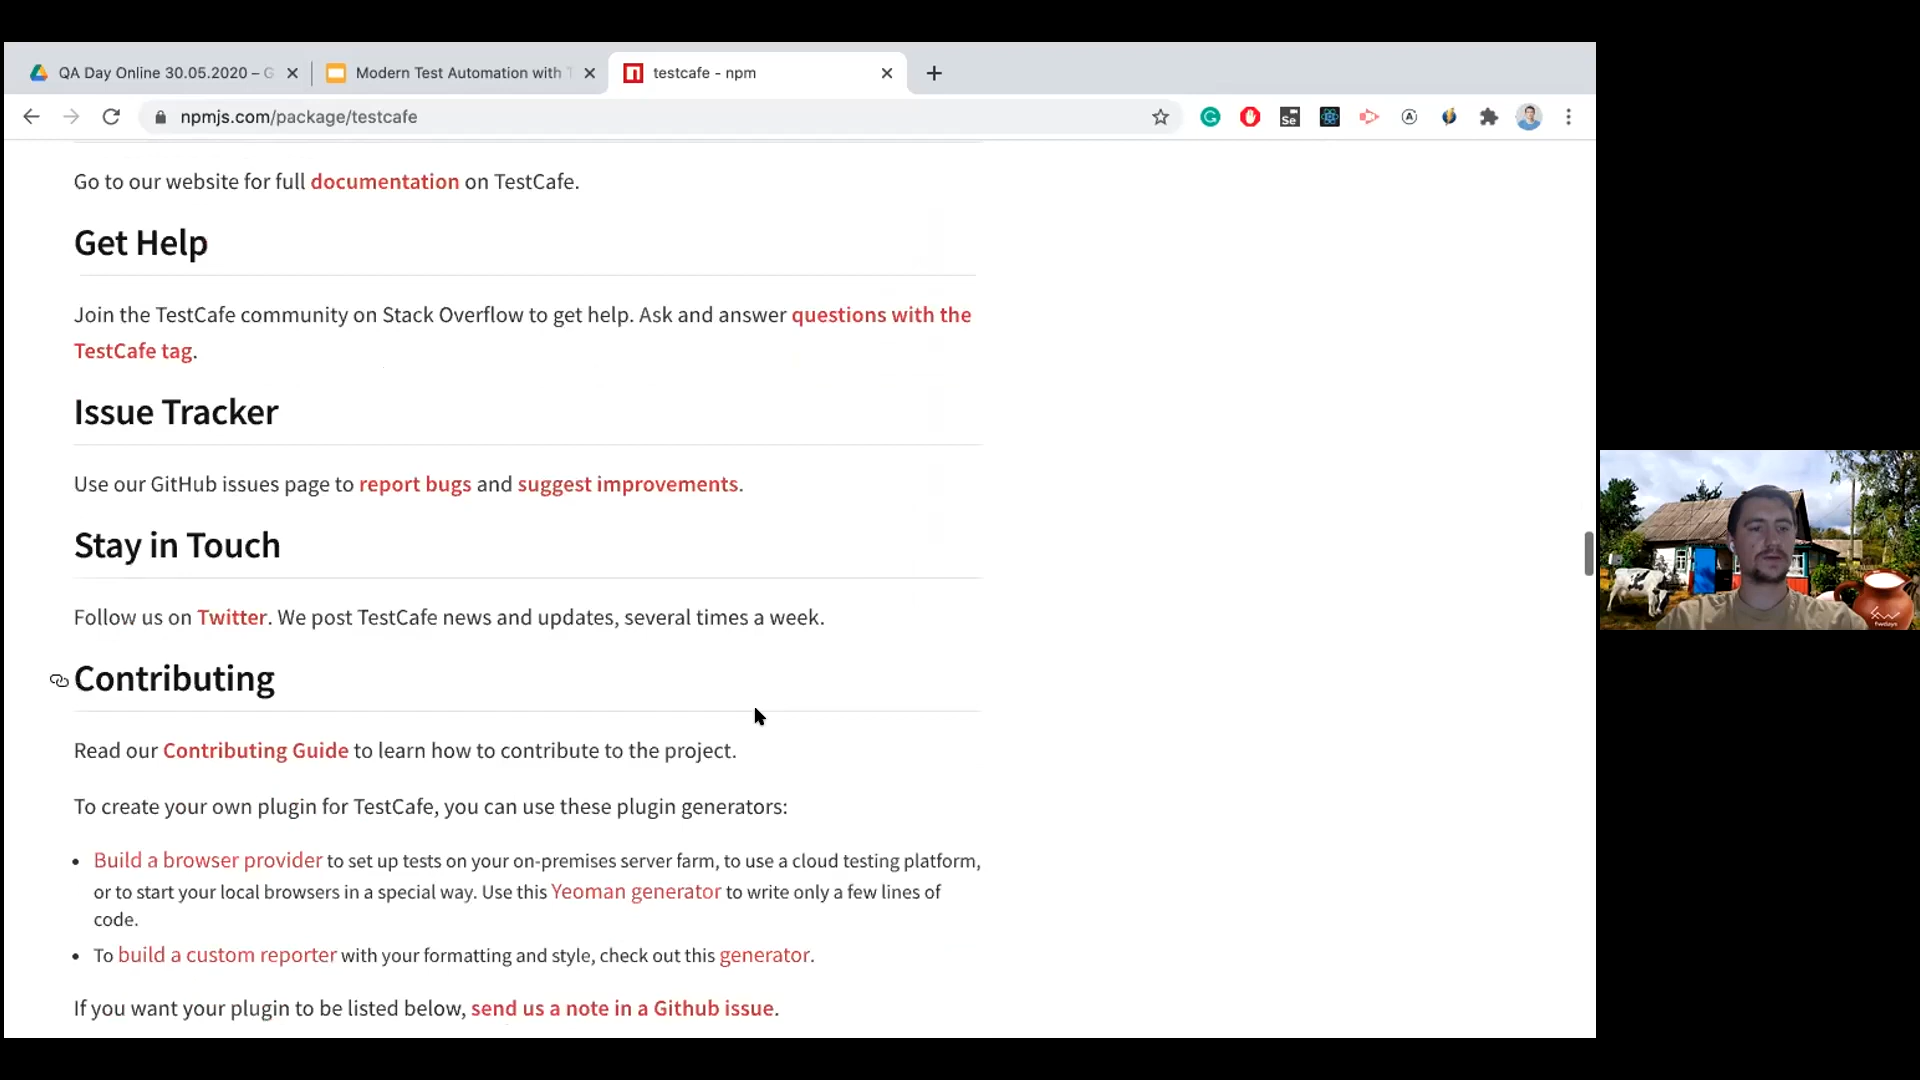 QA Day Online 30.05.2020 – G
Modern Test Automation with T
testcafe - npm
npmjs.com/package/testcafe
Se
Go to our website for full documentation on TestCafe.
Get Help
Join the TestCafe community on Stack Overflow to get help. Ask and answer questions with the
TestCafe tag.
Issue Tracker
Use our GitHub issues page to report bugs and suggest improvements.
Stay in Touch
Follow us on Twitter. We post TestCafe news and updates, several times a week.
Contributing
Read our Contributing Guide to learn how to contribute to the project.
To create your own plugin for TestCafe, you can use these plugin generators:
• Build a browser provider to set up tests on your on-premises server farm, to use a cloud testing platform,
or to start your local browsers in a special way. Use this Yeoman generator to write only a few lines of
code.
• To build a custom reporter with your formatting and style, check out this generator.
If you want your plugin to be listed below, send us a note in a Github issue.
fwdays